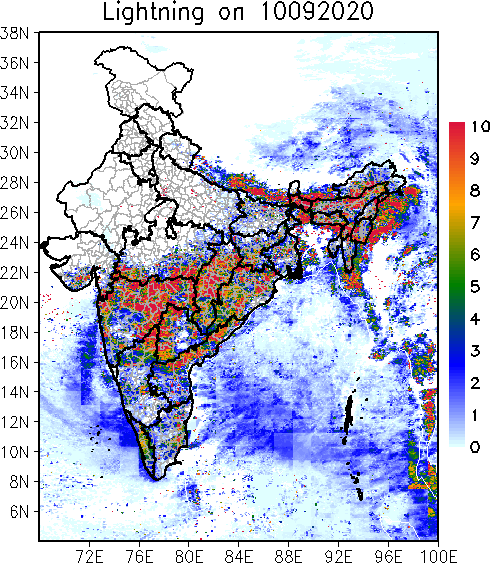 Lightning on 10092020
38N
36N
34N
32N
30N
28N
26N
24N
22N
20N
18N
16N
14N
12N
10N
8N
6N
72E 76E 80E 84E 88E 92E 96E 100E
10
9
8
7
6
5
4
3
2
1
0